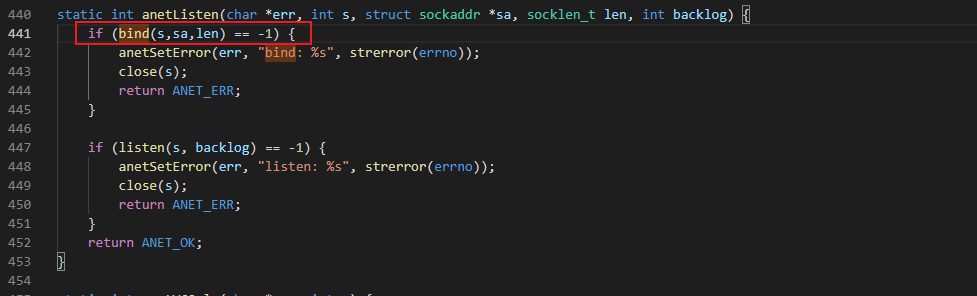 440 static int anetListen(char *err, int s, struct sockaddr *sa, socklen_t len, int backlog) {
441     if (bind(s,sa,len) == -1) {
442         anetSetError(err, "bind: %s", strerror(errno));
443         close(s);
444         return ANET_ERR;
445     }
446
447     if (listen(s, backlog) == -1) {
448         anetSetError(err, "listen: %s", strerror(errno));
449         close(s);
450         return ANET_ERR;
451     }
452     return ANET_OK;
453 }
454